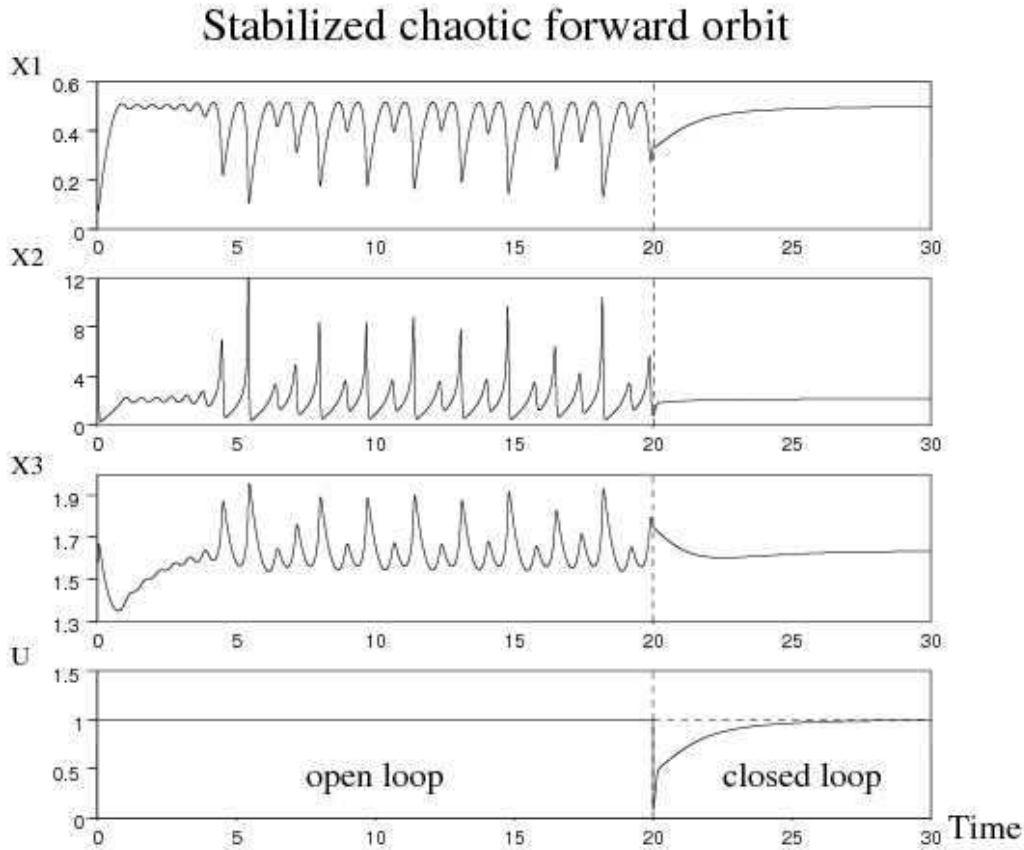 Stabilized chaotic forward orbit
X1
0.6
0.4
0.2
0
0 5 10 15 20 25 30
X2
12
8
4
0
0 5 10 15 20 25 30
X3
1.9
1.7
1.5
1.3
0 5 10 15 20 25 30
U
1.5
1
0.5
open loop closed loop
0
0 5 10 15 20 25 30 Time